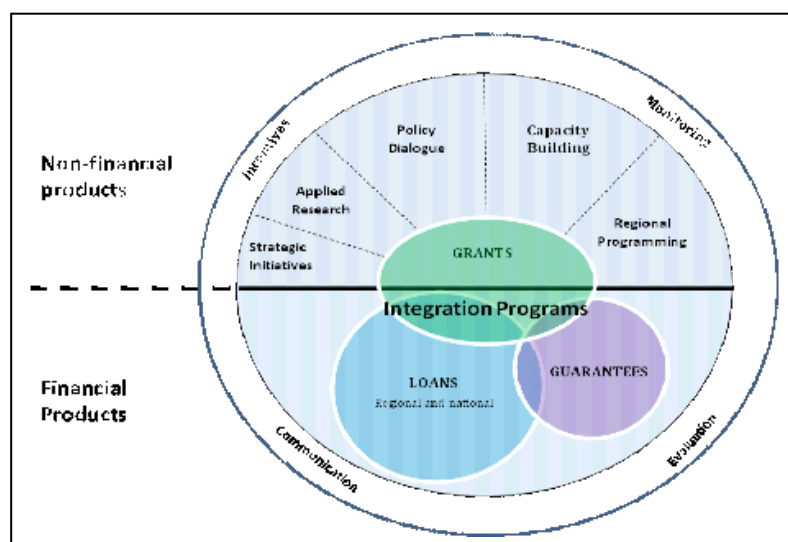 Incentives
Monitoring
Policy
Dialogue
Capacity
Building
Non-financial
products
Applied
Research
Regional
Programming
Strategic
Initiatives
GRANTS
Integration Programs
Financial
Products
LOANS
Regional and national
GUARANTEES
Communication
Evaluation